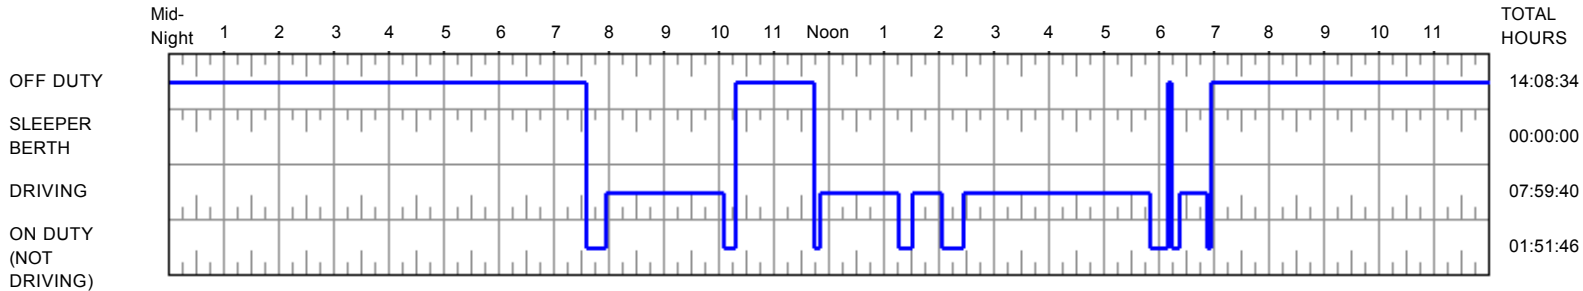 Mid-
Night 1 2 3 4 5 6 7 8 9 10 11 Noon 1 2 3 4 5 6 7 8 9 10 11
TOTAL
HOURS
OFF DUTY 14:08:34
SLEEPER
BERTH 00:00:00
DRIVING 07:59:40
ON DUTY
(NOT
DRIVING) 01:51:46